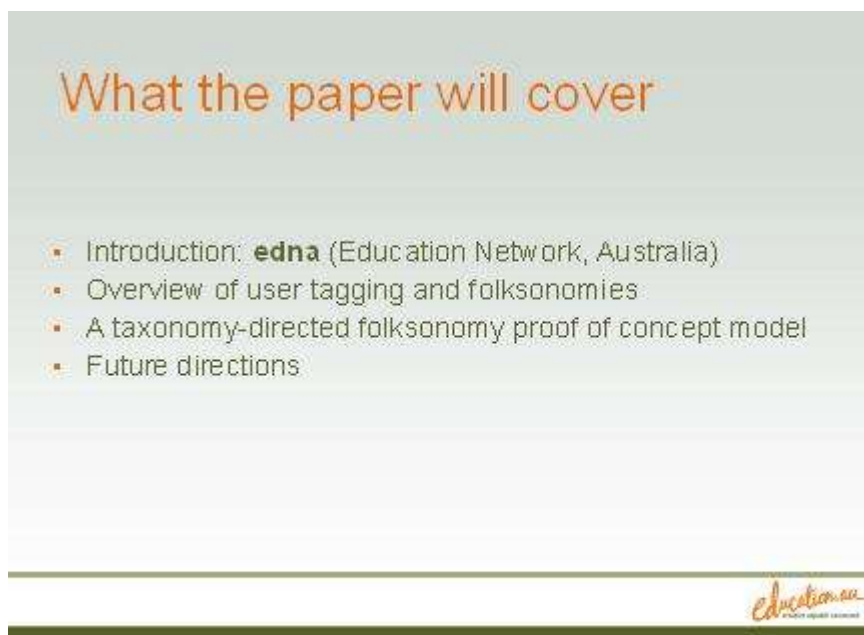 What the paper will cover
Introduction: edna (Education Network, Australia)
Overview of user tagging and folksonomies
A taxonomy-directed folksonomy proof of concept model
Future directions
education.au